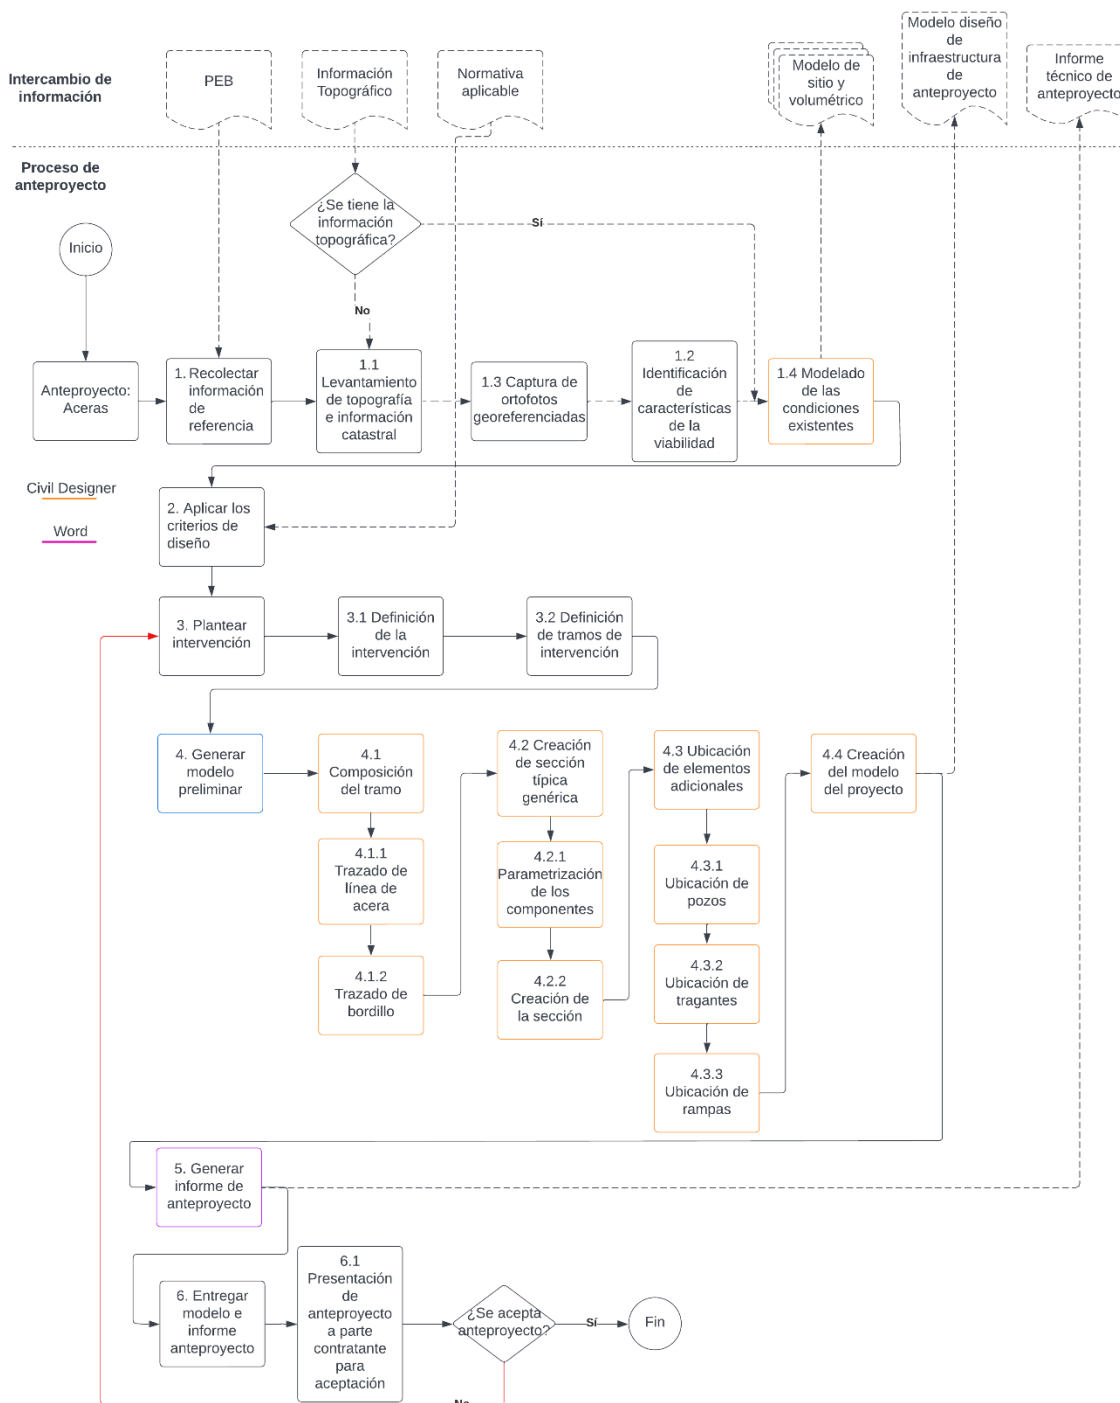 Intercambio de
información
PEB
Información
Topográfico
Normativa
aplicable
Modelo de
sitio y
volumétrico
Modelo diseño
de
infraestructura
de
anteproyecto
Informe
técnico de
anteproyecto
Proceso de
anteproyecto
Inicio
¿Se tiene la
información
topográfica?
Sí
No
Anteproyecto:
Aceras
1. Recolectar
información
de
referencia
1.1
Levantamiento
de topografía
e información
catastral
1.3 Captura de
ortofotos
georeferenciadas
1.2
Identificación
de
características
de la
viabilidad
1.4 Modelado
de las
condiciones
existentes
Civil Designer
Word
2. Aplicar los
criterios de
diseño
3. Plantear
intervención
3.1 Definición
de la
intervención
3.2 Definición
de tramos de
intervención
4. Generar
modelo
preliminar
4.1
Composición
del tramo
4.1.1
Trazado de
línea de
acera
4.1.2
Trazado de
bordillo
4.2 Creación
de sección
típica
genérica
4.2.1
Parametrización
de los
componentes
4.2.2
Creación de
la sección
4.3 Ubicación
de elementos
adicionales
4.3.1
Ubicación de
pozos
4.3.2
Ubicación de
tragantes
4.3.3
Ubicación de
rampas
4.4 Creación
del modelo
del proyecto
5. Generar
informe de
anteproyecto
6. Entregar
modelo e
informe
anteproyecto
6.1
Presentación
de
anteproyecto
a parte
contratante
para
aceptación
¿Se acepta
anteproyecto?
Sí
Fin
No